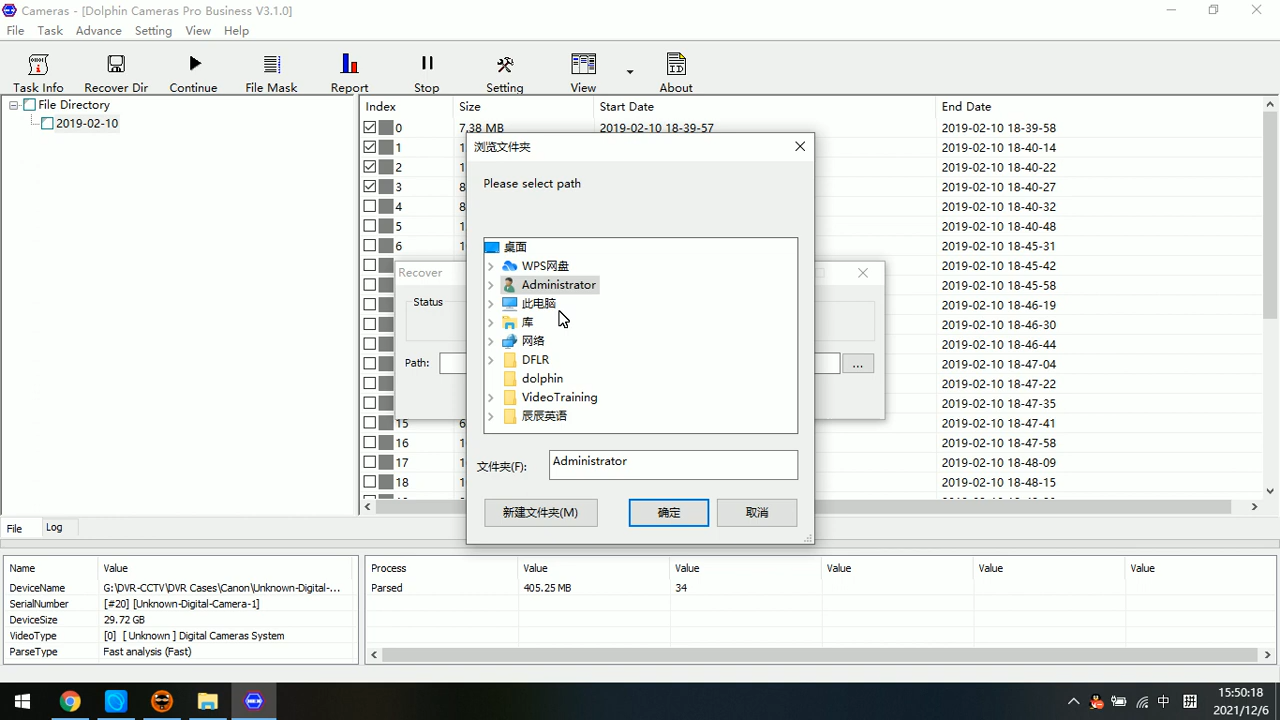 Cameras - [Dolphin Cameras Pro Business V3.1.0]
File Task Advance Setting View Help
Task Info Recover Dir Continue File Mask Report Stop Setting View About
File Directory
2019-02-10
Index Size Start Date End Date
0 7.38 MB 2019-02-10 18-39-57 2019-02-10 18-39-58
1 1 2019-02-10 18-40-14
2 1 2019-02-10 18-40-22
3 8 2019-02-10 18-40-27
4 8 2019-02-10 18-40-32
5 1 2019-02-10 18-40-48
6 1 2019-02-10 18-45-31
2019-02-10 18-45-42
2019-02-10 18-45-58
2019-02-10 18-46-19
2019-02-10 18-46-30
2019-02-10 18-46-44
2019-02-10 18-47-04
2019-02-10 18-47-22
2019-02-10 18-47-35
15 6 2019-02-10 18-47-41
16 1 2019-02-10 18-47-58
17 1 2019-02-10 18-48-09
18 1 2019-02-10 18-48-15
Recover
Status
Path:
...
浏览文件夹
Please select path
桌面
WPS网盘
Administrator
此电脑
库
网络
DFLR
dolphin
VideoTraining
辰辰英语
文件夹(F): Administrator
新建文件夹(M) 确定 取消
File Log
Name Value
DeviceName G:\DVR-CCTV\DVR Cases\Canon\Unknown-Digital-...
SerialNumber [#20] [Unknown-Digital-Camera-1]
DeviceSize 29.72 GB
VideoType [0] [ Unknown ] Digital Cameras System
ParseType Fast analysis (Fast)
Process Value Value Value Value Value
Parsed 405.25 MB 34
中
15:50:18
2021/12/6